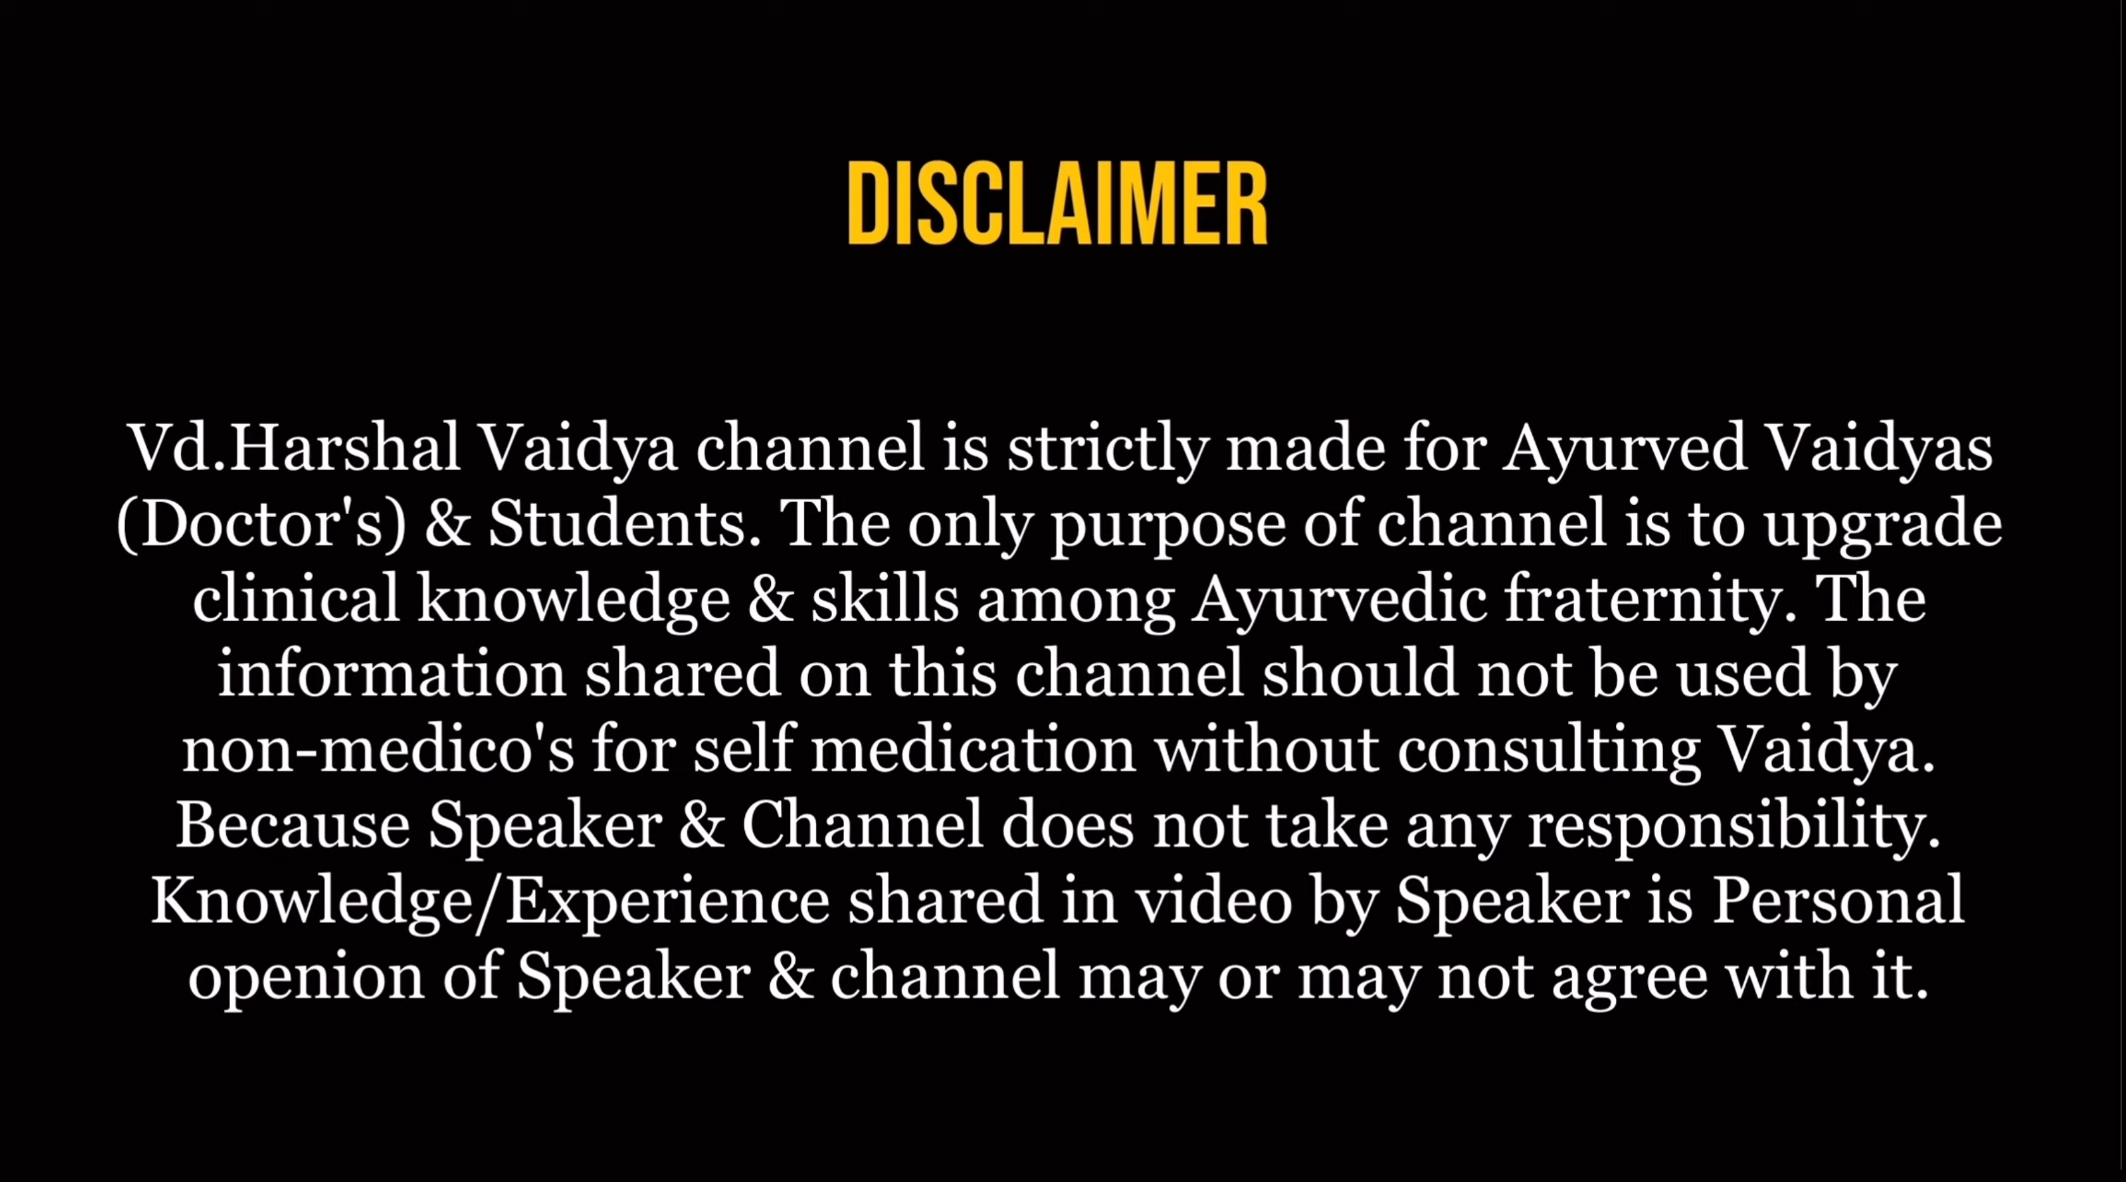 DISCLAIMER
Vd.Harshal Vaidya channel is strictly made for Ayurved Vaidyas
(Doctor's) & Students. The only purpose of channel is to upgrade
clinical knowledge & skills among Ayurvedic fraternity. The
information shared on this channel should not be used by
non-medico's for self medication without consulting Vaidya.
Because Speaker & Channel does not take any responsibility.
Knowledge/Experience shared in video by Speaker is Personal
openion of Speaker & channel may or may not agree with it.